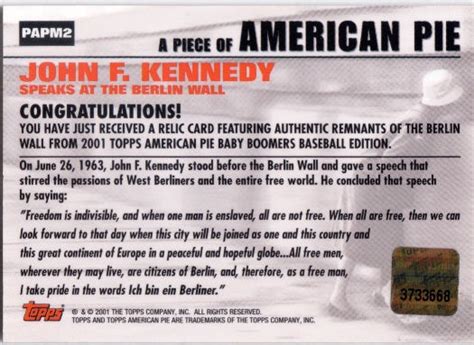 PAPM2
A PIECE OF AMERICAN PIE
JOHN F. KENNEDY
SPEAKS AT THE BERLIN WALL
CONGRATULATIONS!
YOU HAVE JUST RECEIVED A RELIC CARD FEATURING AUTHENTIC REMNANTS OF THE BERLIN
WALL FROM 2001 TOPPS AMERICAN PIE BABY BOOMERS BASEBALL EDITION.
On June 26, 1963, John F. Kennedy stood before the Berlin Wall and gave a speech that
stirred the passions of West Berliners and the entire free world. He concluded that speech
by saying:
"Freedom is indivisible, and when one man is enslaved, all are not free. When all are free, then we can
look forward to that day when this city will be joined as one and this country and
this great continent of Europe in a peaceful and hopeful globe...All free men,
wherever they may live, are citizens of Berlin, and, therefore, as a free man,
I take pride in the words Ich bin ein Berliner."
3733568
Topps
® & © 2001 THE TOPPS COMPANY, INC. ALL RIGHTS RESERVED.
TOPPS AND TOPPS AMERICAN PIE ARE TRADEMARKS OF THE TOPPS COMPANY, INC.